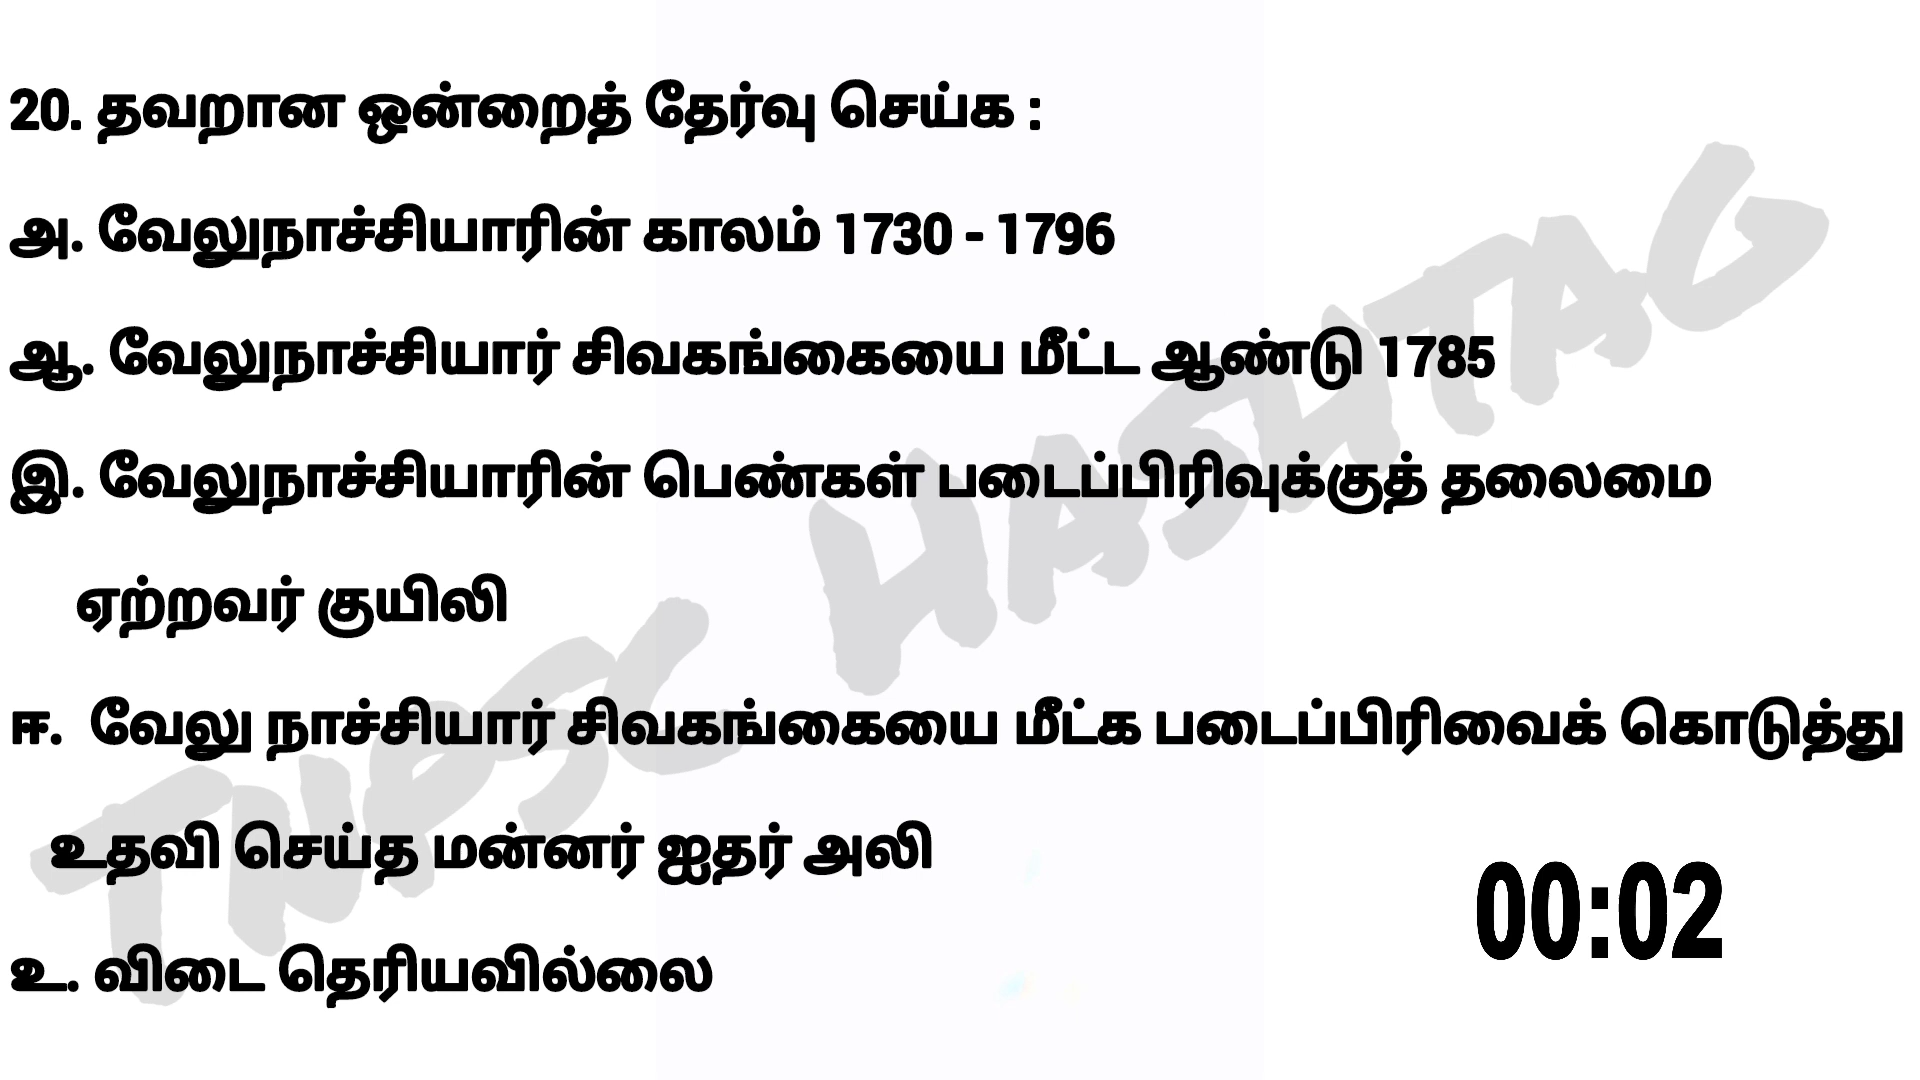 20. தவறான ஒன்றைத் தேர்வு செய்க :
அ. வேலுநாச்சியாரின் காலம் 1730 - 1796
ஆ. வேலுநாச்சியார் சிவகங்கையை மீட்ட ஆண்டு 1785
இ. வேலுநாச்சியாரின் பெண்கள் படைப்பிரிவுக்குத் தலைமை
ஏற்றவர் குயிலி
ஈ. வேலு நாச்சியார் சிவகங்கையை மீட்க படைப்பிரிவைக் கொடுத்து
உதவி செய்த மன்னர் ஐதர் அலி
உ. விடை தெரியவில்லை
00:02
TNPSC HASHTAG